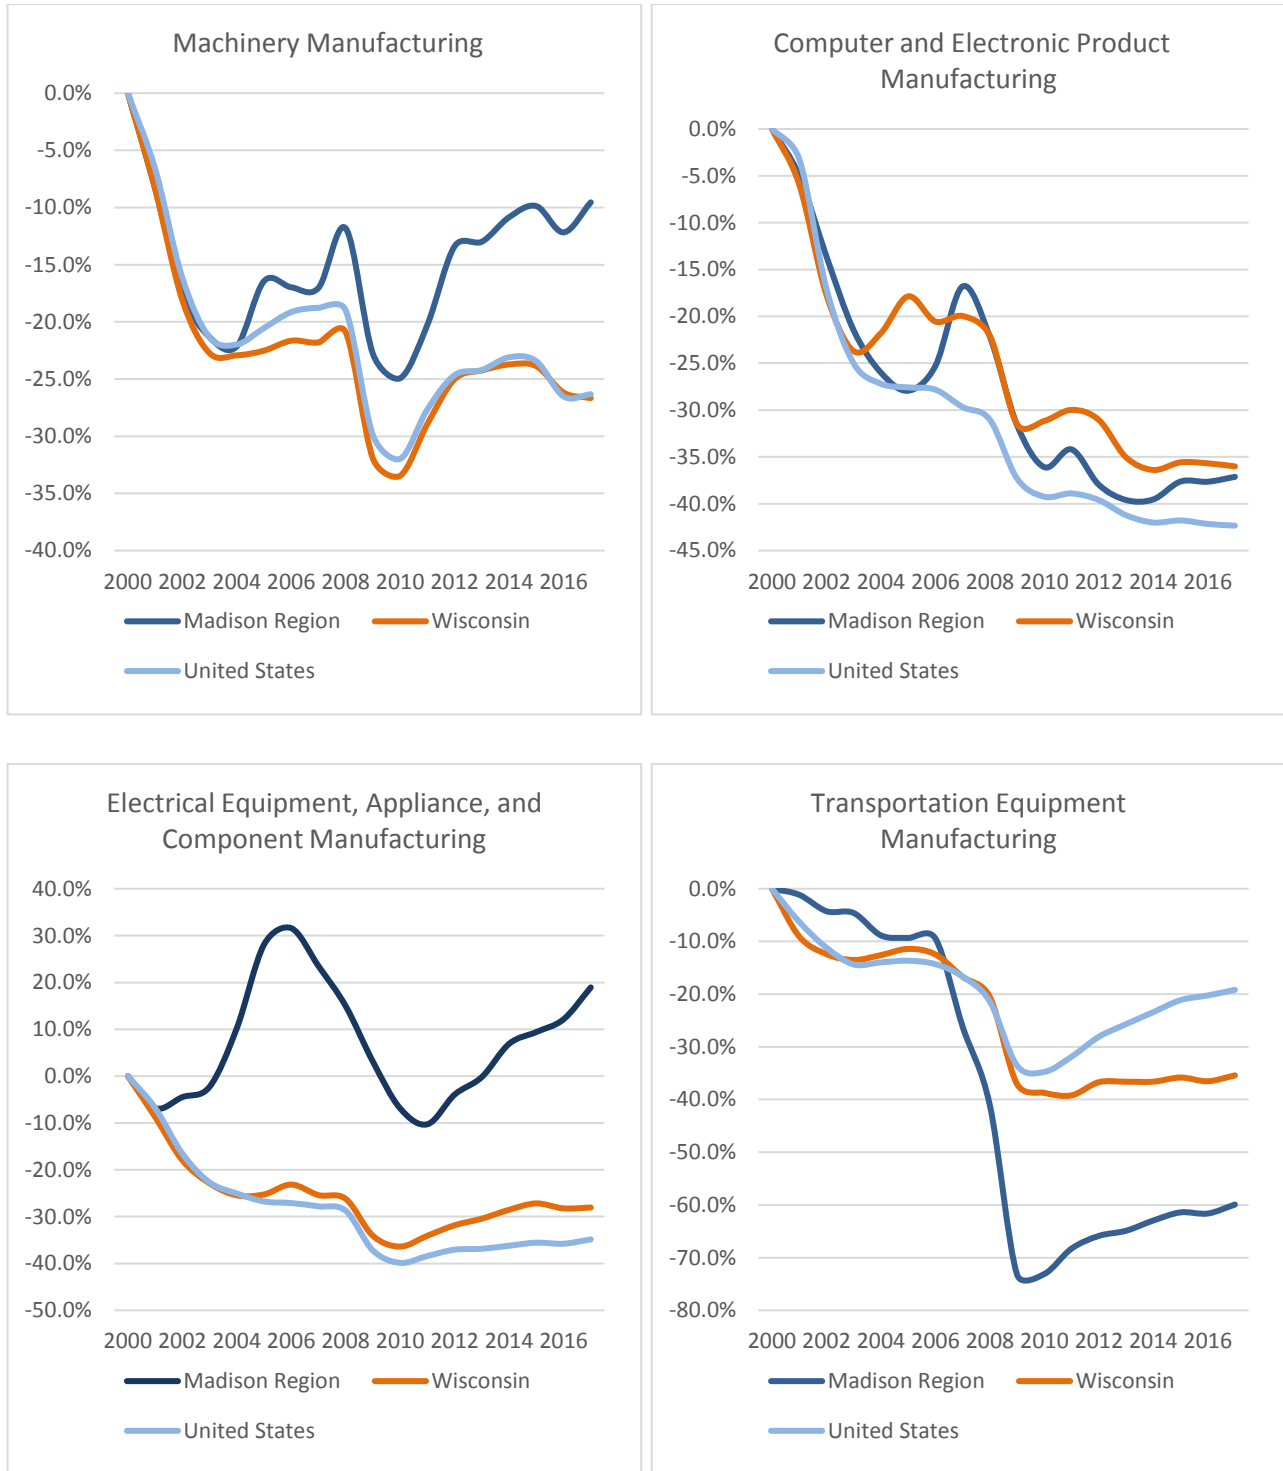 Machinery Manufacturing
0.0%
-5.0%
-10.0%
-15.0%
-20.0%
-25.0%
-30.0%
-35.0%
-40.0%
2000 2002 2004 2006 2008 2010 2012 2014 2016
Madison Region Wisconsin
United States
Computer and Electronic Product
Manufacturing
0.0%
-5.0%
-10.0%
-15.0%
-20.0%
-25.0%
-30.0%
-35.0%
-40.0%
-45.0%
2000 2002 2004 2006 2008 2010 2012 2014 2016
Madison Region Wisconsin
United States
Electrical Equipment, Appliance, and
Component Manufacturing
40.0%
30.0%
20.0%
10.0%
0.0%
-10.0%
-20.0%
-30.0%
-40.0%
-50.0%
2000 2002 2004 2006 2008 2010 2012 2014 2016
Madison Region Wisconsin
United States
Transportation Equipment
Manufacturing
0.0%
-10.0%
-20.0%
-30.0%
-40.0%
-50.0%
-60.0%
-70.0%
-80.0%
2000 2002 2004 2006 2008 2010 2012 2014 2016
Madison Region Wisconsin
United States